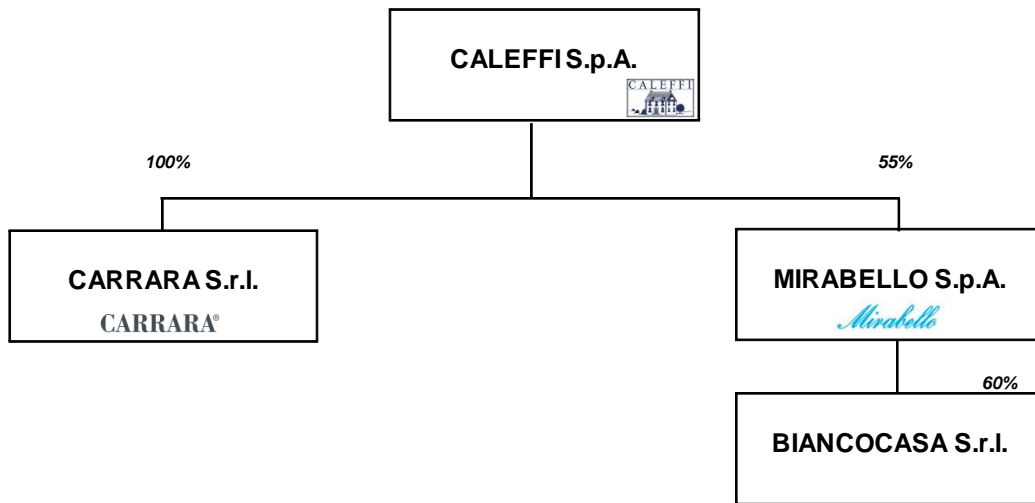 CALEFFI S.p.A.
CALEFFI
100%
55%
CARRARA S.r.l.
CARRARA®
MIRABELLO S.p.A.
Mirabello
60%
BIANCOCASA S.r.l.